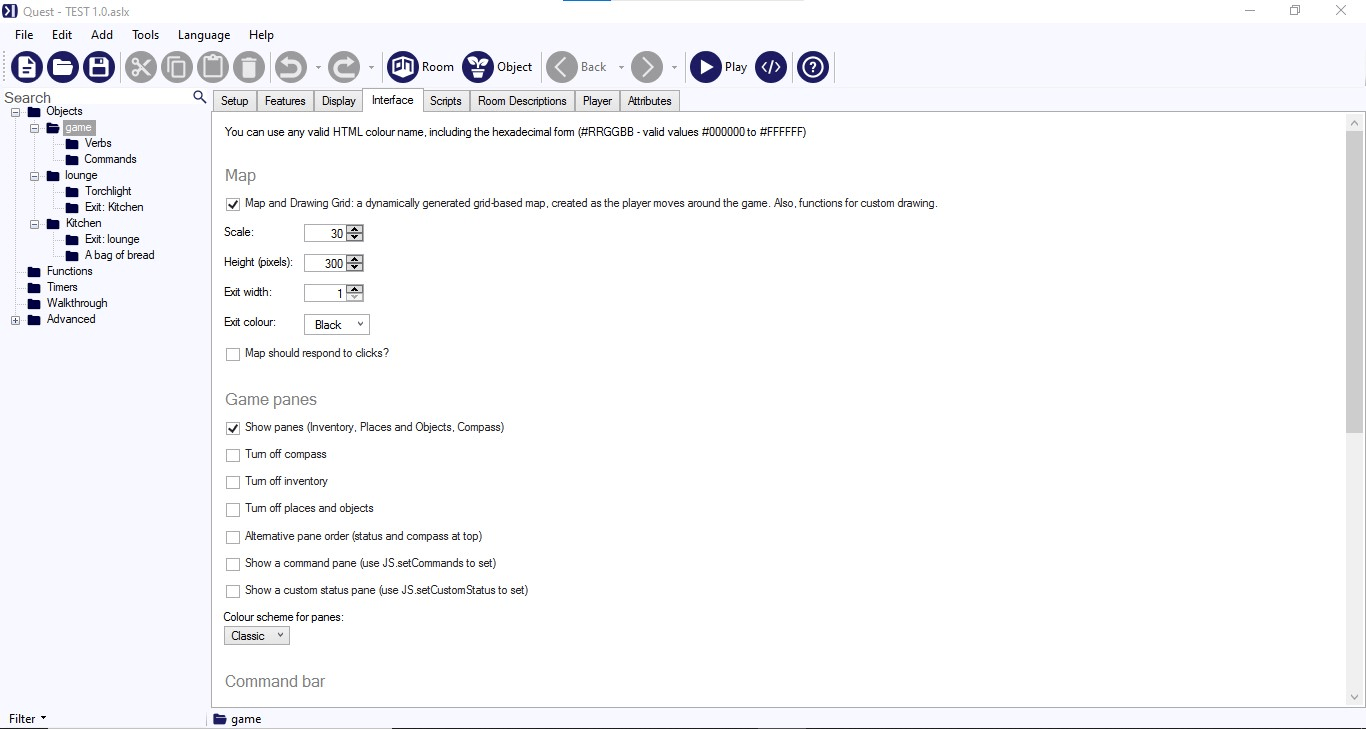 Quest - TEST 1.0.aslx
File Edit Add Tools Language Help
Room Object Back Play
Search
Objects
game
Verbs
Commands
lounge
Torchlight
Exit: Kitchen
Kitchen
Exit: lounge
A bag of bread
Functions
Timers
Walkthrough
Advanced
Filter
Setup Features Display Interface Scripts Room Descriptions Player Attributes
You can use any valid HTML colour name, including the hexadecimal form (#RRGGBB - valid values #000000 to #FFFFFF)
Map
Map and Drawing Grid: a dynamically generated grid-based map, created as the player moves around the game. Also, functions for custom drawing.
Scale: 30
Height (pixels): 300
Exit width: 1
Exit colour: Black
Map should respond to clicks?
Game panes
Show panes (Inventory, Places and Objects, Compass)
Turn off compass
Turn off inventory
Turn off places and objects
Alternative pane order (status and compass at top)
Show a command pane (use JS.setCommands to set)
Show a custom status pane (use JS.setCustomStatus to set)
Colour scheme for panes:
Classic
Command bar
game